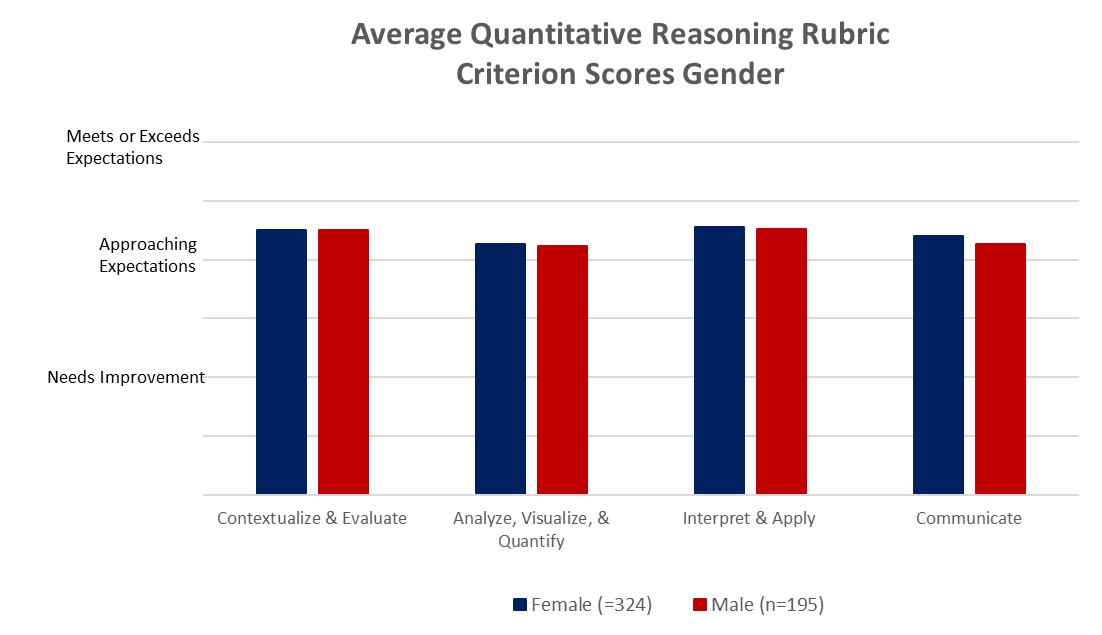 Average Quantitative Reasoning Rubric
Criterion Scores Gender
Meets or Exceeds
Expectations
Approaching
Expectations
Needs Improvement
Contextualize & Evaluate
Analyze, Visualize, &
Quantify
Interpret & Apply
Communicate
Female (=324)
Male (n=195)